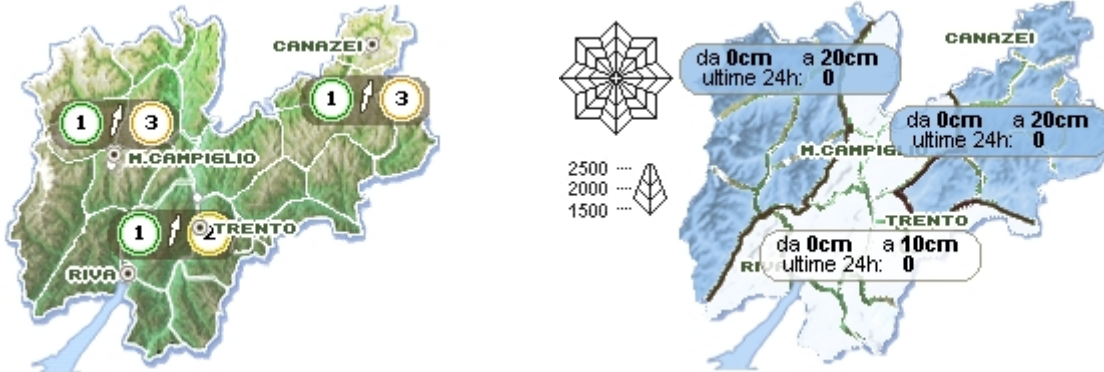 CANAZEI
1 3
1 3
M.CAMPIGLIO
1 2
TRENTO
RIVA
da 0cm a 20cm
ultime 24h: 0
CANAZEI
da 0cm a 20cm
ultime 24h: 0
M.CAMPIG
2500
2000
1500
TRENTO
da 0cm a 10cm
ultime 24h: 0
RIVA